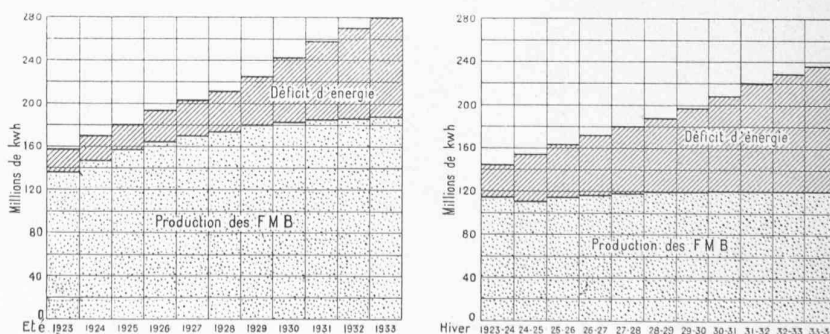 280
240
200
160
120
80
40
0
Millions de kwh
Déficit d'énergie
Production des FMB
Eté 1923 1924 1925 1926 1927 1928 1929 1930 1931 1932 1933
280
240
200
160
120
80
40
0
Millions de kwh
Déficit d'énergie
Production des FMB
Hiver 1923-24 24-25 25-26 26-27 27-28 28-29 29-30 30-31 31-32 32-33